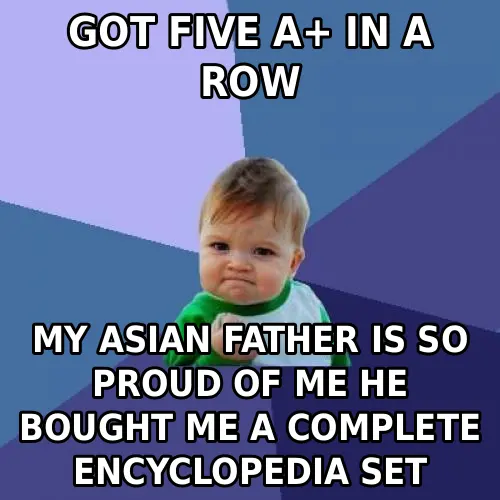 GOT FIVE A+ IN A
ROW
MY ASIAN FATHER IS SO
PROUD OF ME HE
BOUGHT ME A COMPLETE
ENCYCLOPEDIA SET